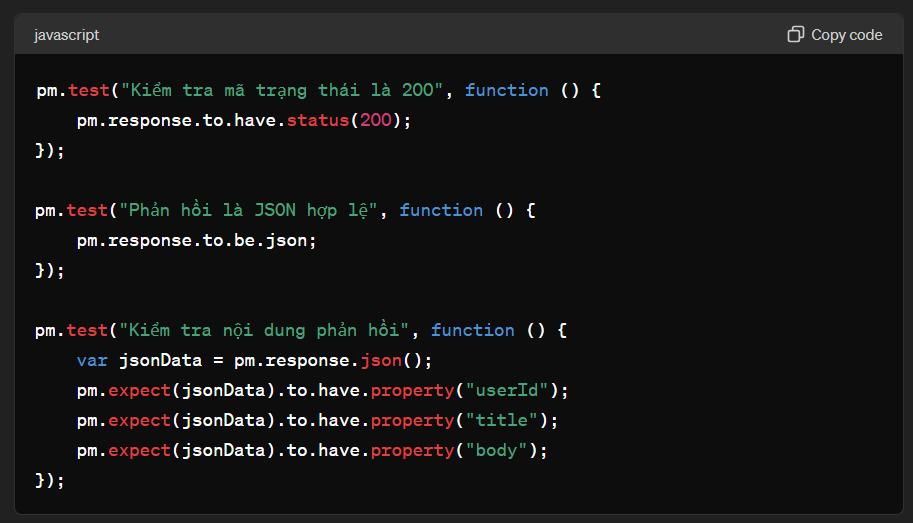 javascript
Copy code
pm.test("Kiểm tra mã trạng thái là 200", function () {
    pm.response.to.have.status(200);
});
pm.test("Phản hồi là JSON hợp lệ", function () {
    pm.response.to.be.json;
});
pm.test("Kiểm tra nội dung phản hồi", function () {
    var jsonData = pm.response.json();
    pm.expect(jsonData).to.have.property("userId");
    pm.expect(jsonData).to.have.property("title");
    pm.expect(jsonData).to.have.property("body");
});